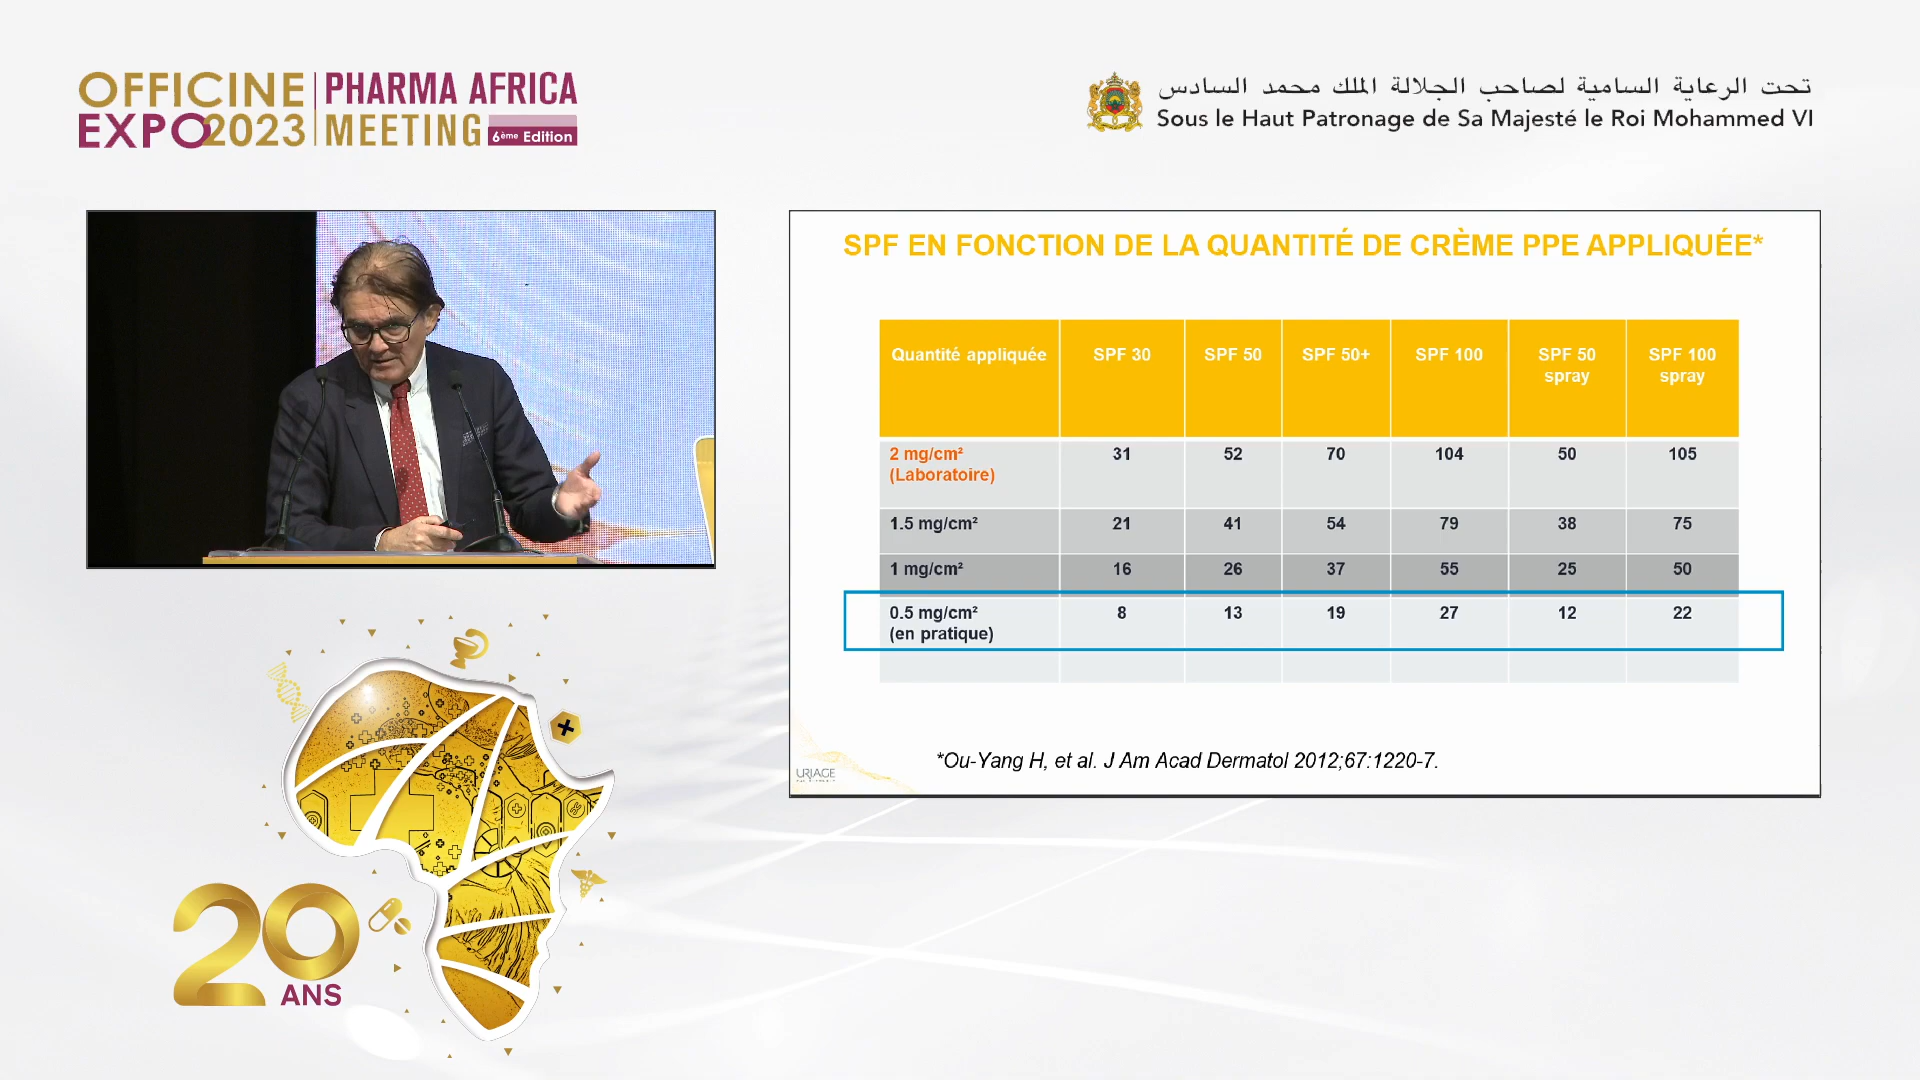 OFFICINE
EXPO2023
PHARMA AFRICA
MEETING 6ème Edition
تحت الرعاية السامية لصاحب الجلالة الملك محمد السادس
Sous le Haut Patronage de Sa Majesté le Roi Mohammed VI
SPF EN FONCTION DE LA QUANTITÉ DE CRÈME PPE APPLIQUÉE*
Quantité appliquée SPF 30 SPF 50 SPF 50+ SPF 100 SPF 50 spray SPF 100 spray
2 mg/cm² (Laboratoire) 31 52 70 104 50 105
1.5 mg/cm² 21 41 54 79 38 75
1 mg/cm² 16 26 37 55 25 50
0.5 mg/cm² (en pratique) 8 13 19 27 12 22
*Ou-Yang H, et al. J Am Acad Dermatol 2012;67:1220-7.
URIAGE
20
ANS